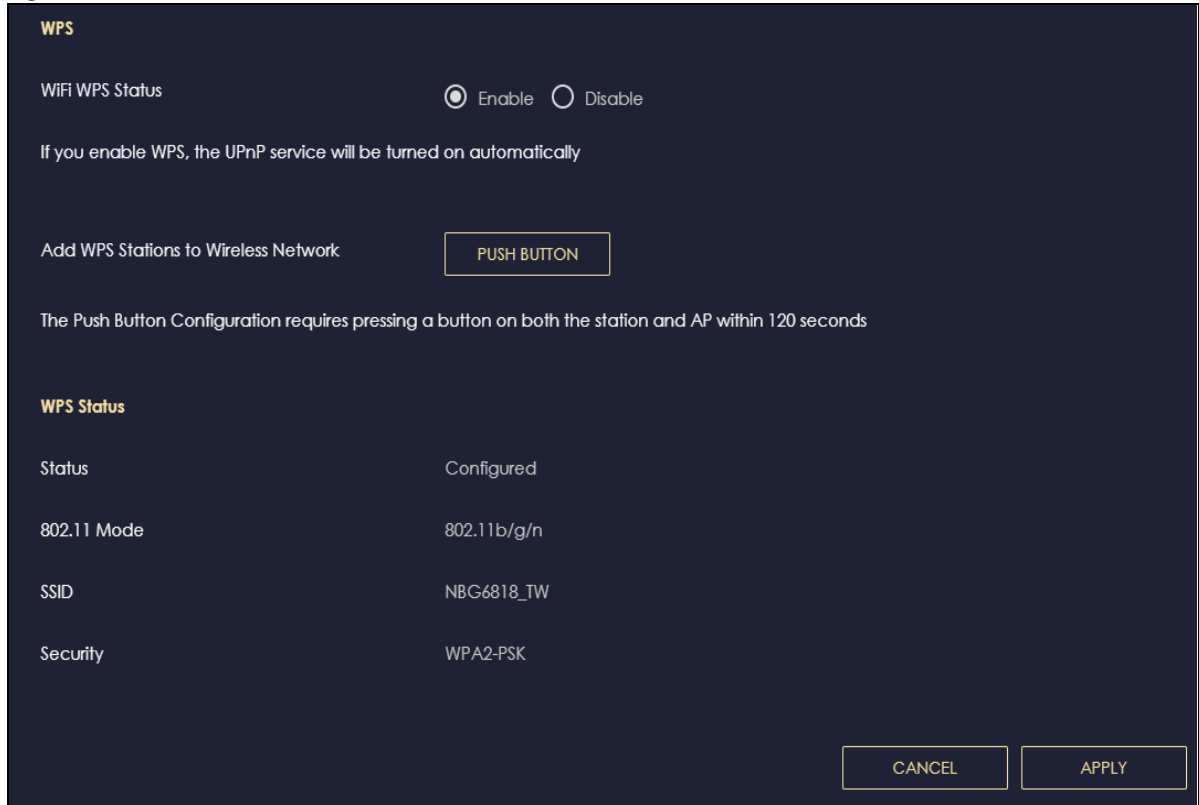 WPS
WiFi WPS Status
Enable Disable
If you enable WPS, the UPnP service will be turned on automatically
Add WPS Stations to Wireless Network PUSH BUTTON
The Push Button Configuration requires pressing a button on both the station and AP within 120 seconds
WPS Status
Status Configured
802.11 Mode 802.11b/g/n
SSID NBG6818_TW
Security WPA2-PSK
CANCEL APPLY